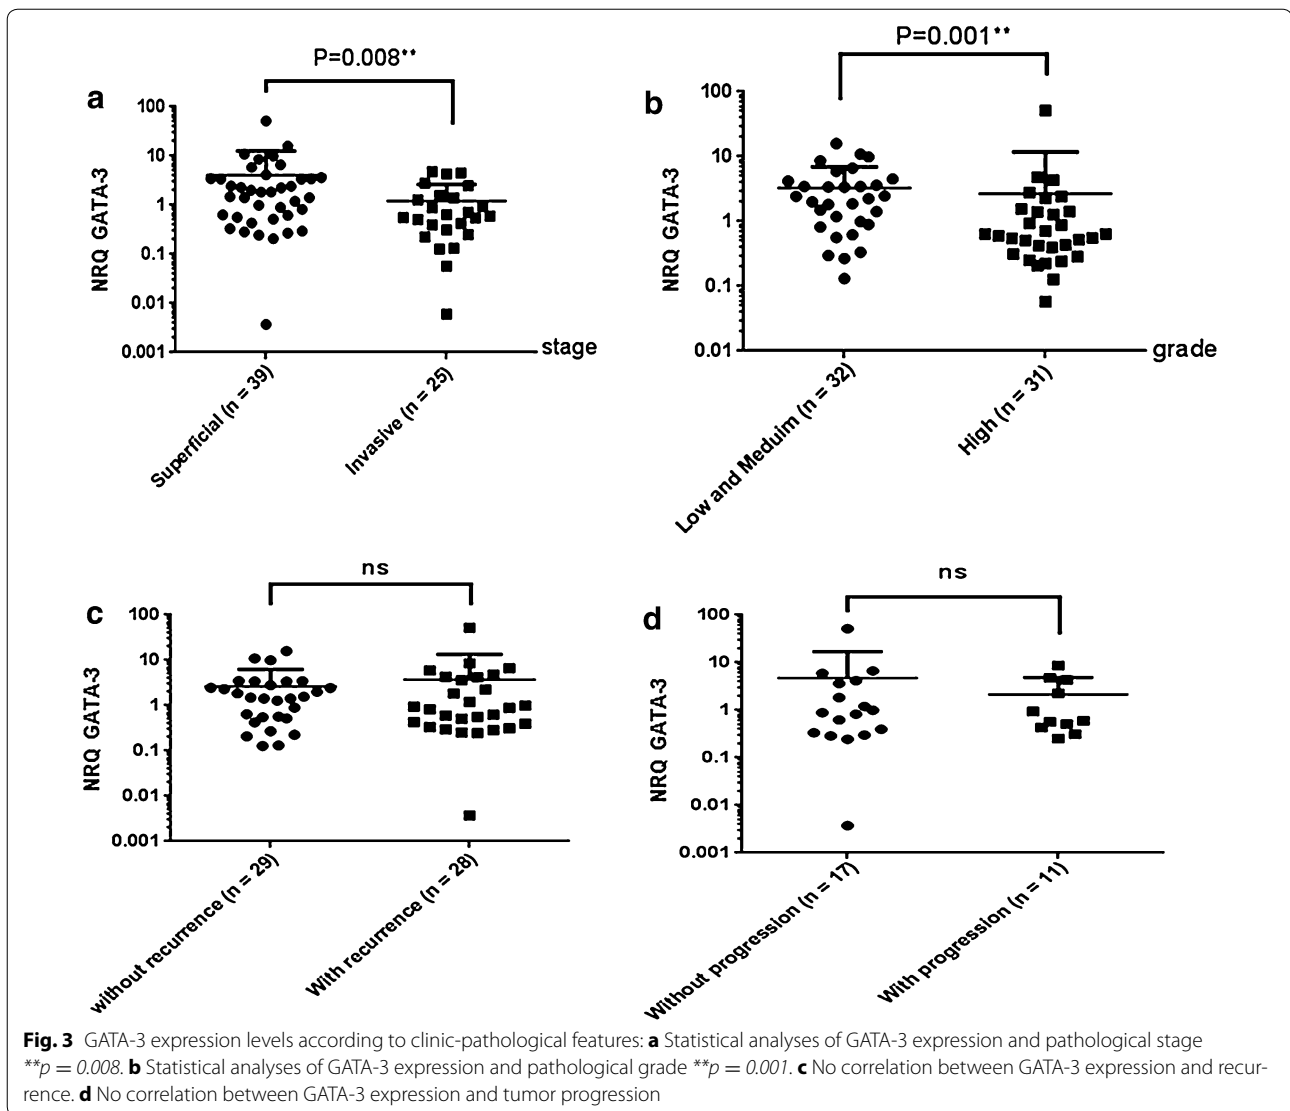 P=0.008**
a
100
10
1
0.1
0.01
0.001
NRQ GATA-3
stage
Superficial (n = 39)
Invasive (n = 25)
P=0.001**
b
100
10
1
0.1
0.01
NRQ GATA-3
grade
Low and Meduim (n = 32)
High (n = 31)
ns
c
100
10
1
0.1
0.01
0.001
NRQ GATA-3
without recurrence (n = 29)
With recurrence (n = 28)
ns
d
100
10
1
0.1
0.01
0.001
NRQ GATA-3
Without progression (n = 17)
With progression (n = 11)
Fig. 3 GATA-3 expression levels according to clinic-pathological features: a Statistical analyses of GATA-3 expression and pathological stage
**p = 0.008. b Statistical analyses of GATA-3 expression and pathological grade **p = 0.001. c No correlation between GATA-3 expression and recur-
rence. d No correlation between GATA-3 expression and tumor progression